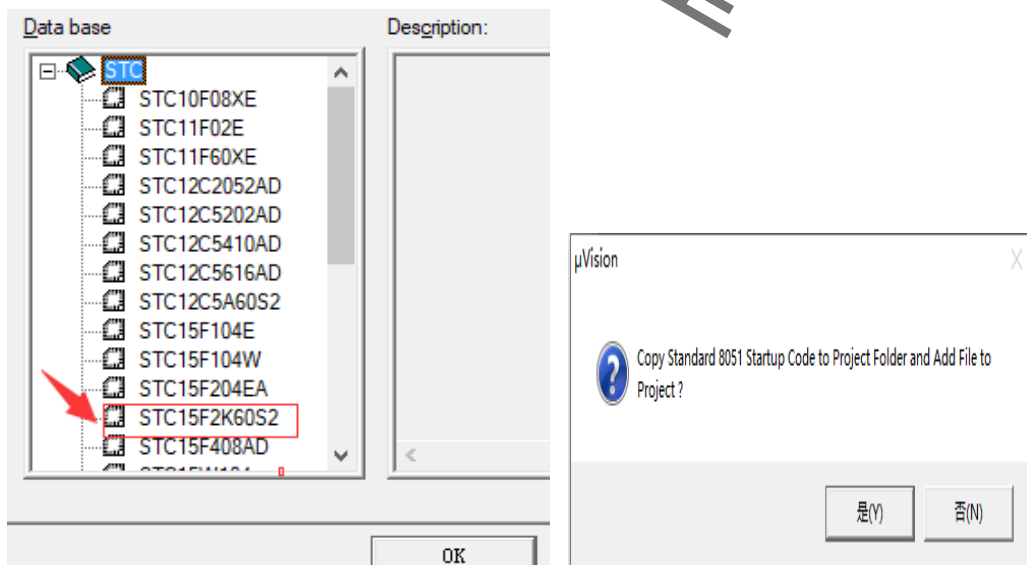 Data base
Description:
STC
STC10F08XE
STC11F02E
STC11F60XE
STC12C2052AD
STC12C5202AD
STC12C5410AD
STC12C5616AD
STC12C5A60S2
STC15F104E
STC15F104W
STC15F204EA
STC15F2K60S2
STC15F408AD
OK
μVision
Copy Standard 8051 Startup Code to Project Folder and Add File to
Project ?
是(Y)
否(N)